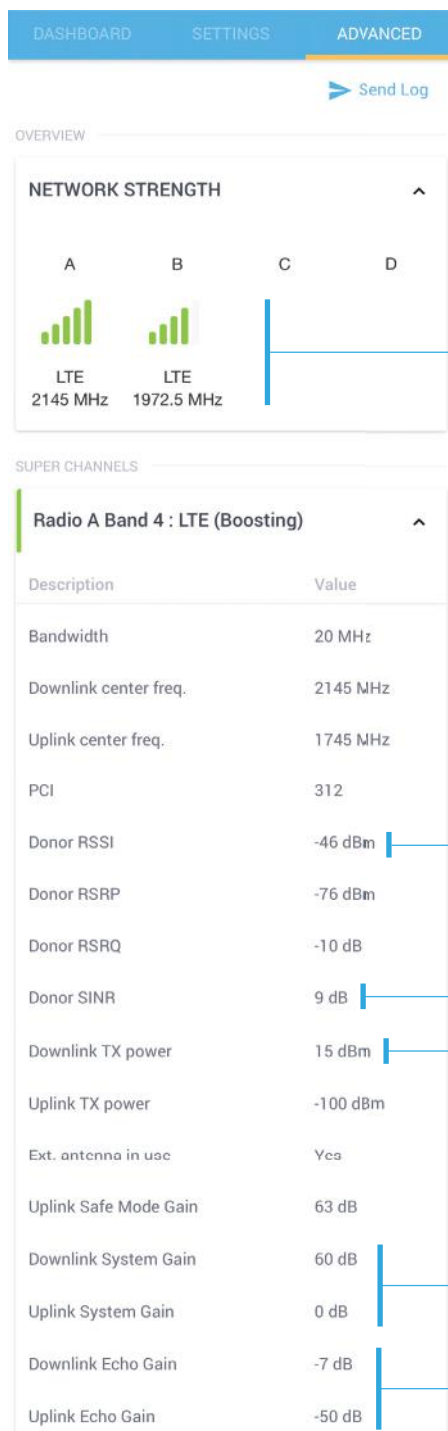 DASHBOARD SETTINGS ADVANCED
Send Log
OVERVIEW
NETWORK STRENGTH
A B C D
LTE LTE
2145 MHz 1972.5 MHz
SUPER CHANNELS
Radio A Band 4 : LTE (Boosting)
Description Value
Bandwidth 20 MHz
Downlink center freq. 2145 MHz
Uplink center freq. 1745 MHz
PCI 312
Donor RSSI -46 dBm
Donor RSRP -76 dBm
Donor RSRQ -10 dB
Donor SINR 9 dB
Downlink TX power 15 dBm
Uplink TX power -100 dBm
Ext. antenna in use Yes
Uplink Safe Mode Gain 63 dB
Downlink System Gain 60 dB
Uplink System Gain 0 dB
Downlink Echo Gain -7 dB
Uplink Echo Gain -50 dB